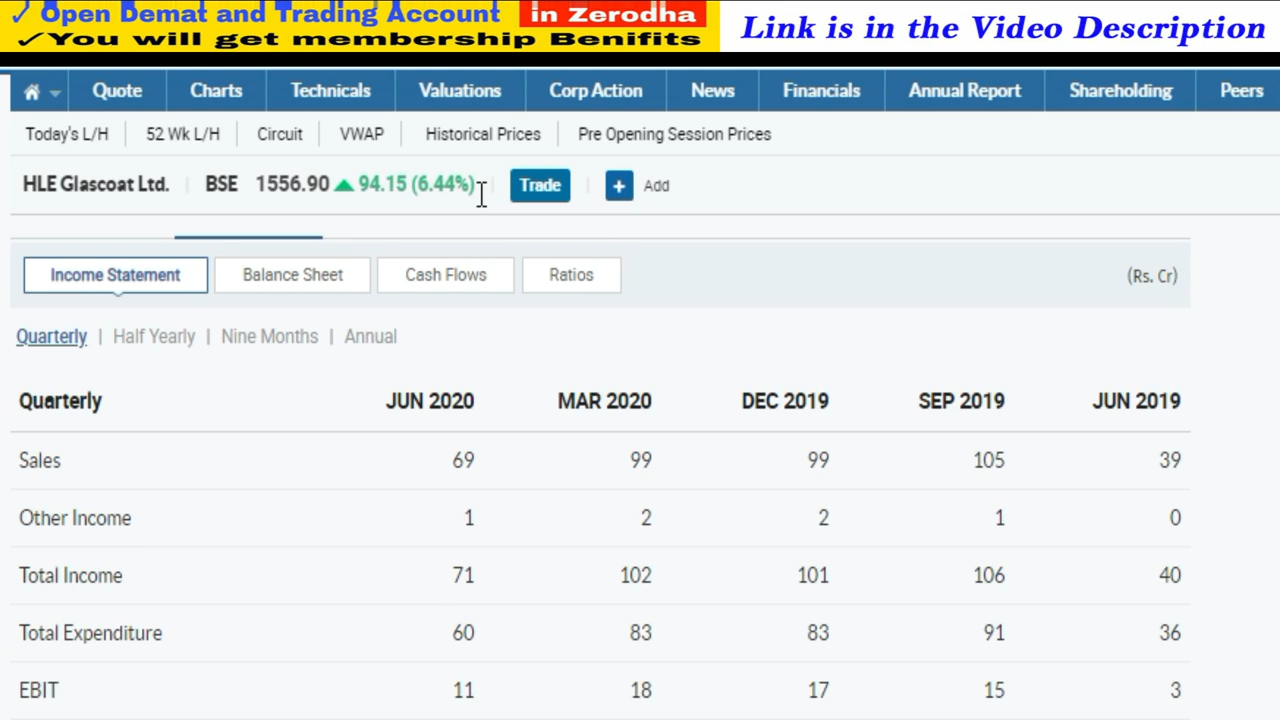 ✓ Open Demat and Trading Account in Zerodha
✓You will get membership Benifits
Link is in the Video Description
Quote Charts Technicals Valuations Corp Action News Financials Annual Report Shareholding Peers
Today's L/H | 52 Wk L/H | Circuit | VWAP | Historical Prices | Pre Opening Session Prices
HLE Glascoat Ltd. | BSE 1556.90 ▲ 94.15 (6.44%) | Trade | + Add
Income Statement Balance Sheet Cash Flows Ratios (Rs. Cr)
Quarterly | Half Yearly | Nine Months | Annual
Quarterly JUN 2020 MAR 2020 DEC 2019 SEP 2019 JUN 2019
Sales 69 99 99 105 39
Other Income 1 2 2 1 0
Total Income 71 102 101 106 40
Total Expenditure 60 83 83 91 36
EBIT 11 18 17 15 3